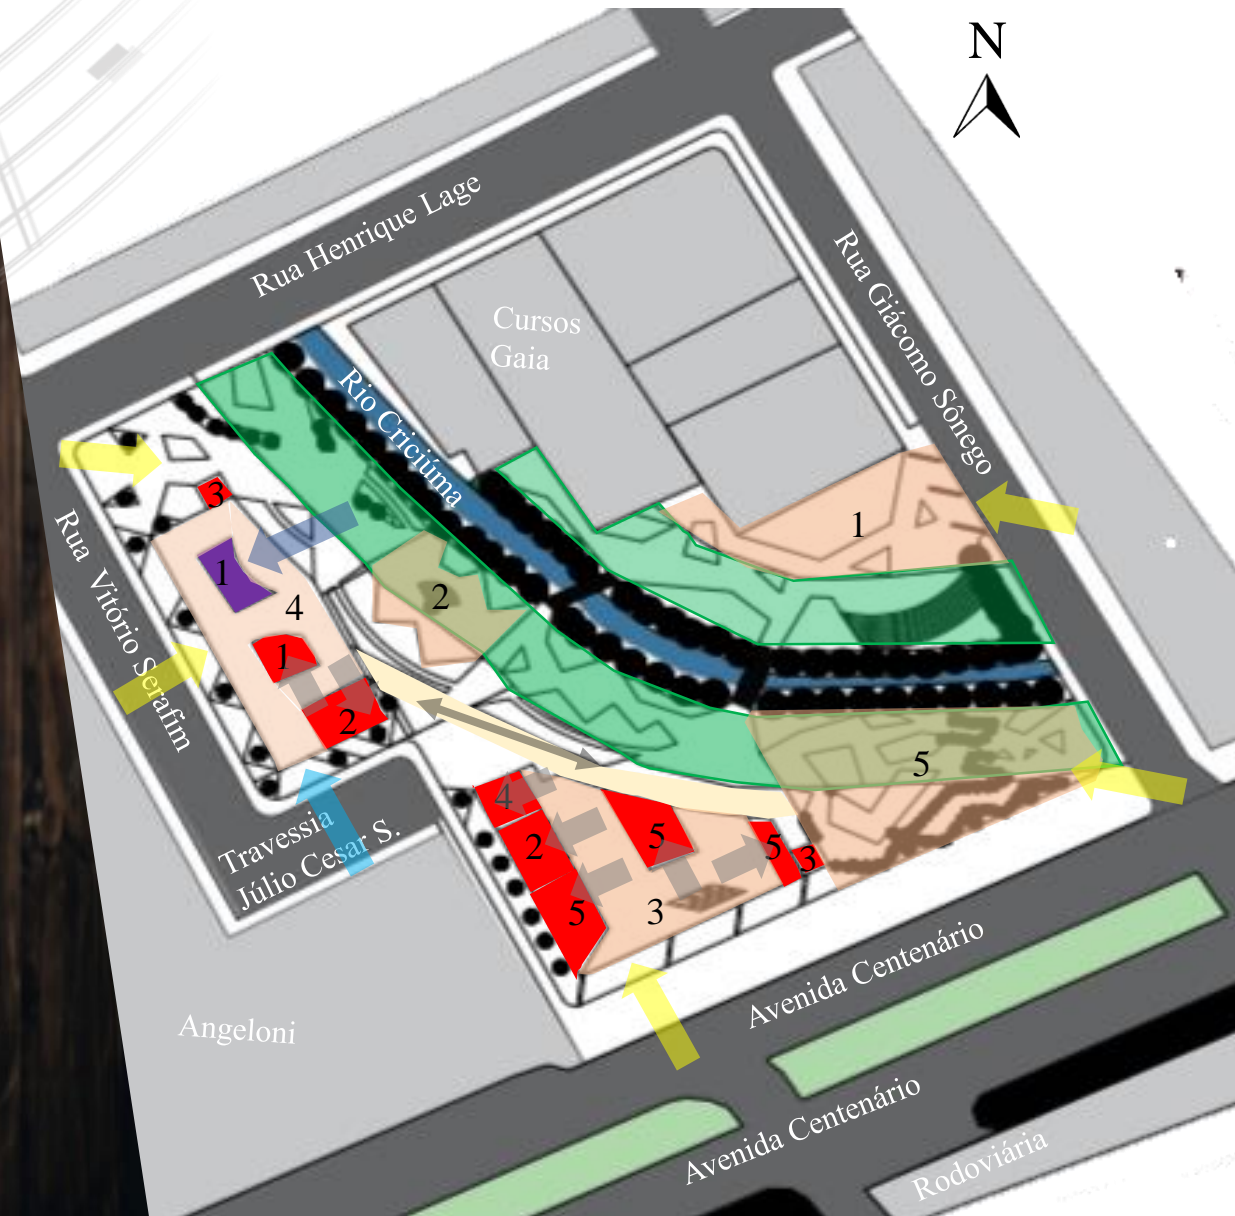 N
Rua Henrique Lage
Rua Giácomo Sônego
Cursos
Gaia
Rio Criciúma
3
1
1
2
4
Rua Vitório Serafim
1
2
5
4
2
5
5
3
5
3
Travessia
Júlio Cesar S.
Angeloni
Avenida Centenário
Avenida Centenário
Rodoviária